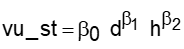 vu_st = β₀ d^β₁ h^β₂